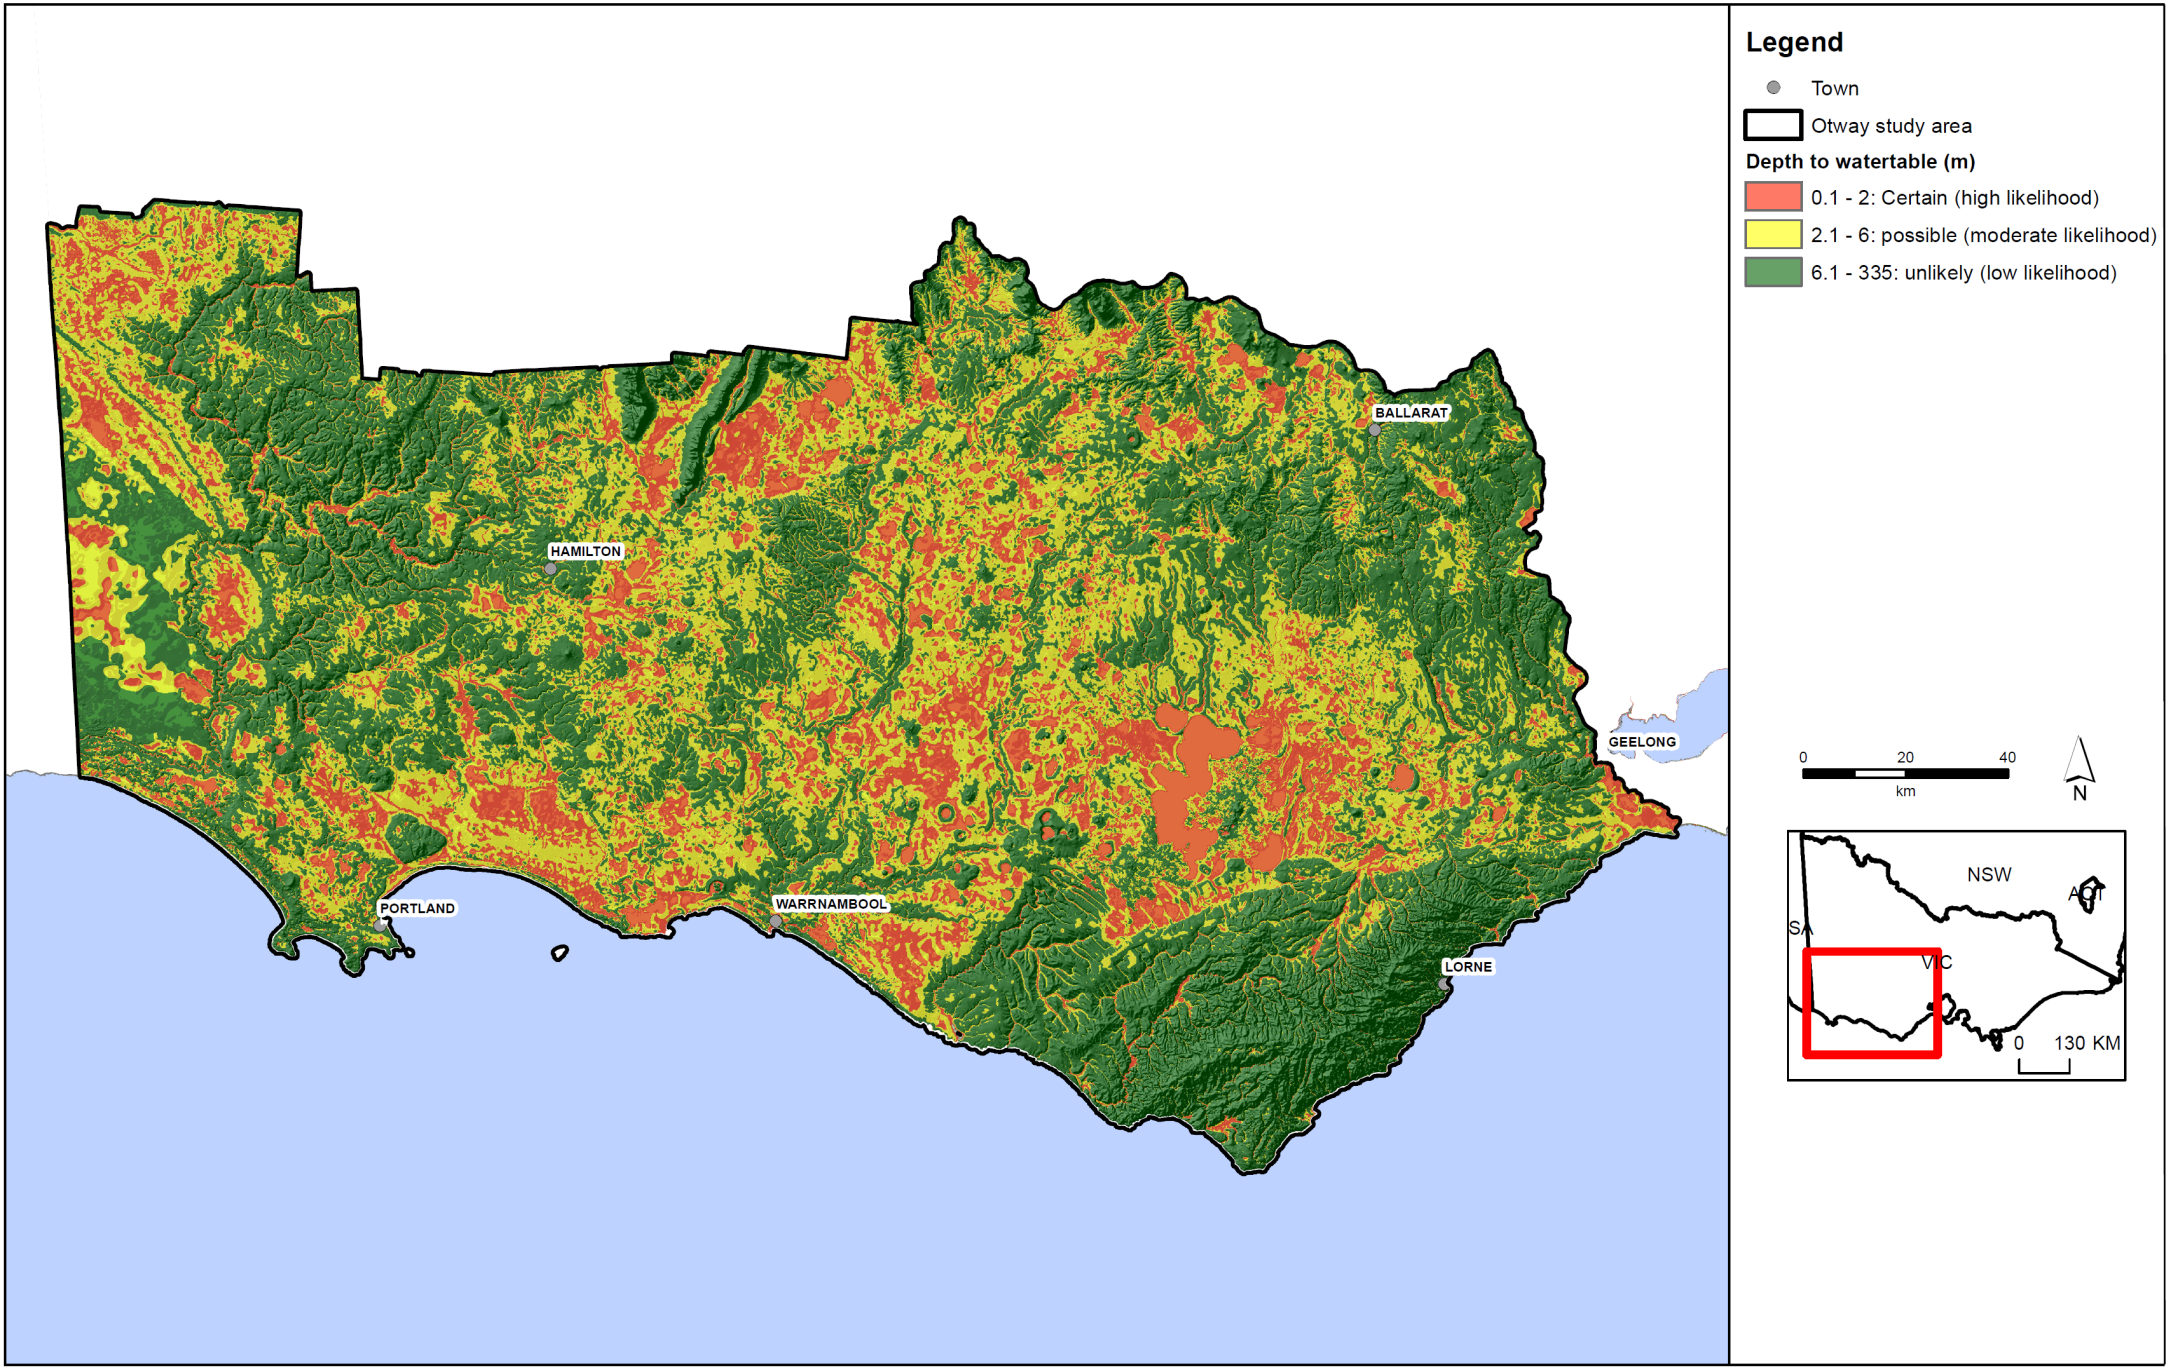 Legend
Town
Otway study area
Depth to watertable (m)
0.1 - 2: Certain (high likelihood)
2.1 - 6: possible (moderate likelihood)
6.1 - 335: unlikely (low likelihood)
BALLARAT
HAMILTON
GEELONG
PORTLAND
WARRNAMBOOL
LORNE
0 20 40
km
N
NSW
ACT
SA
VIC
0 130 KM